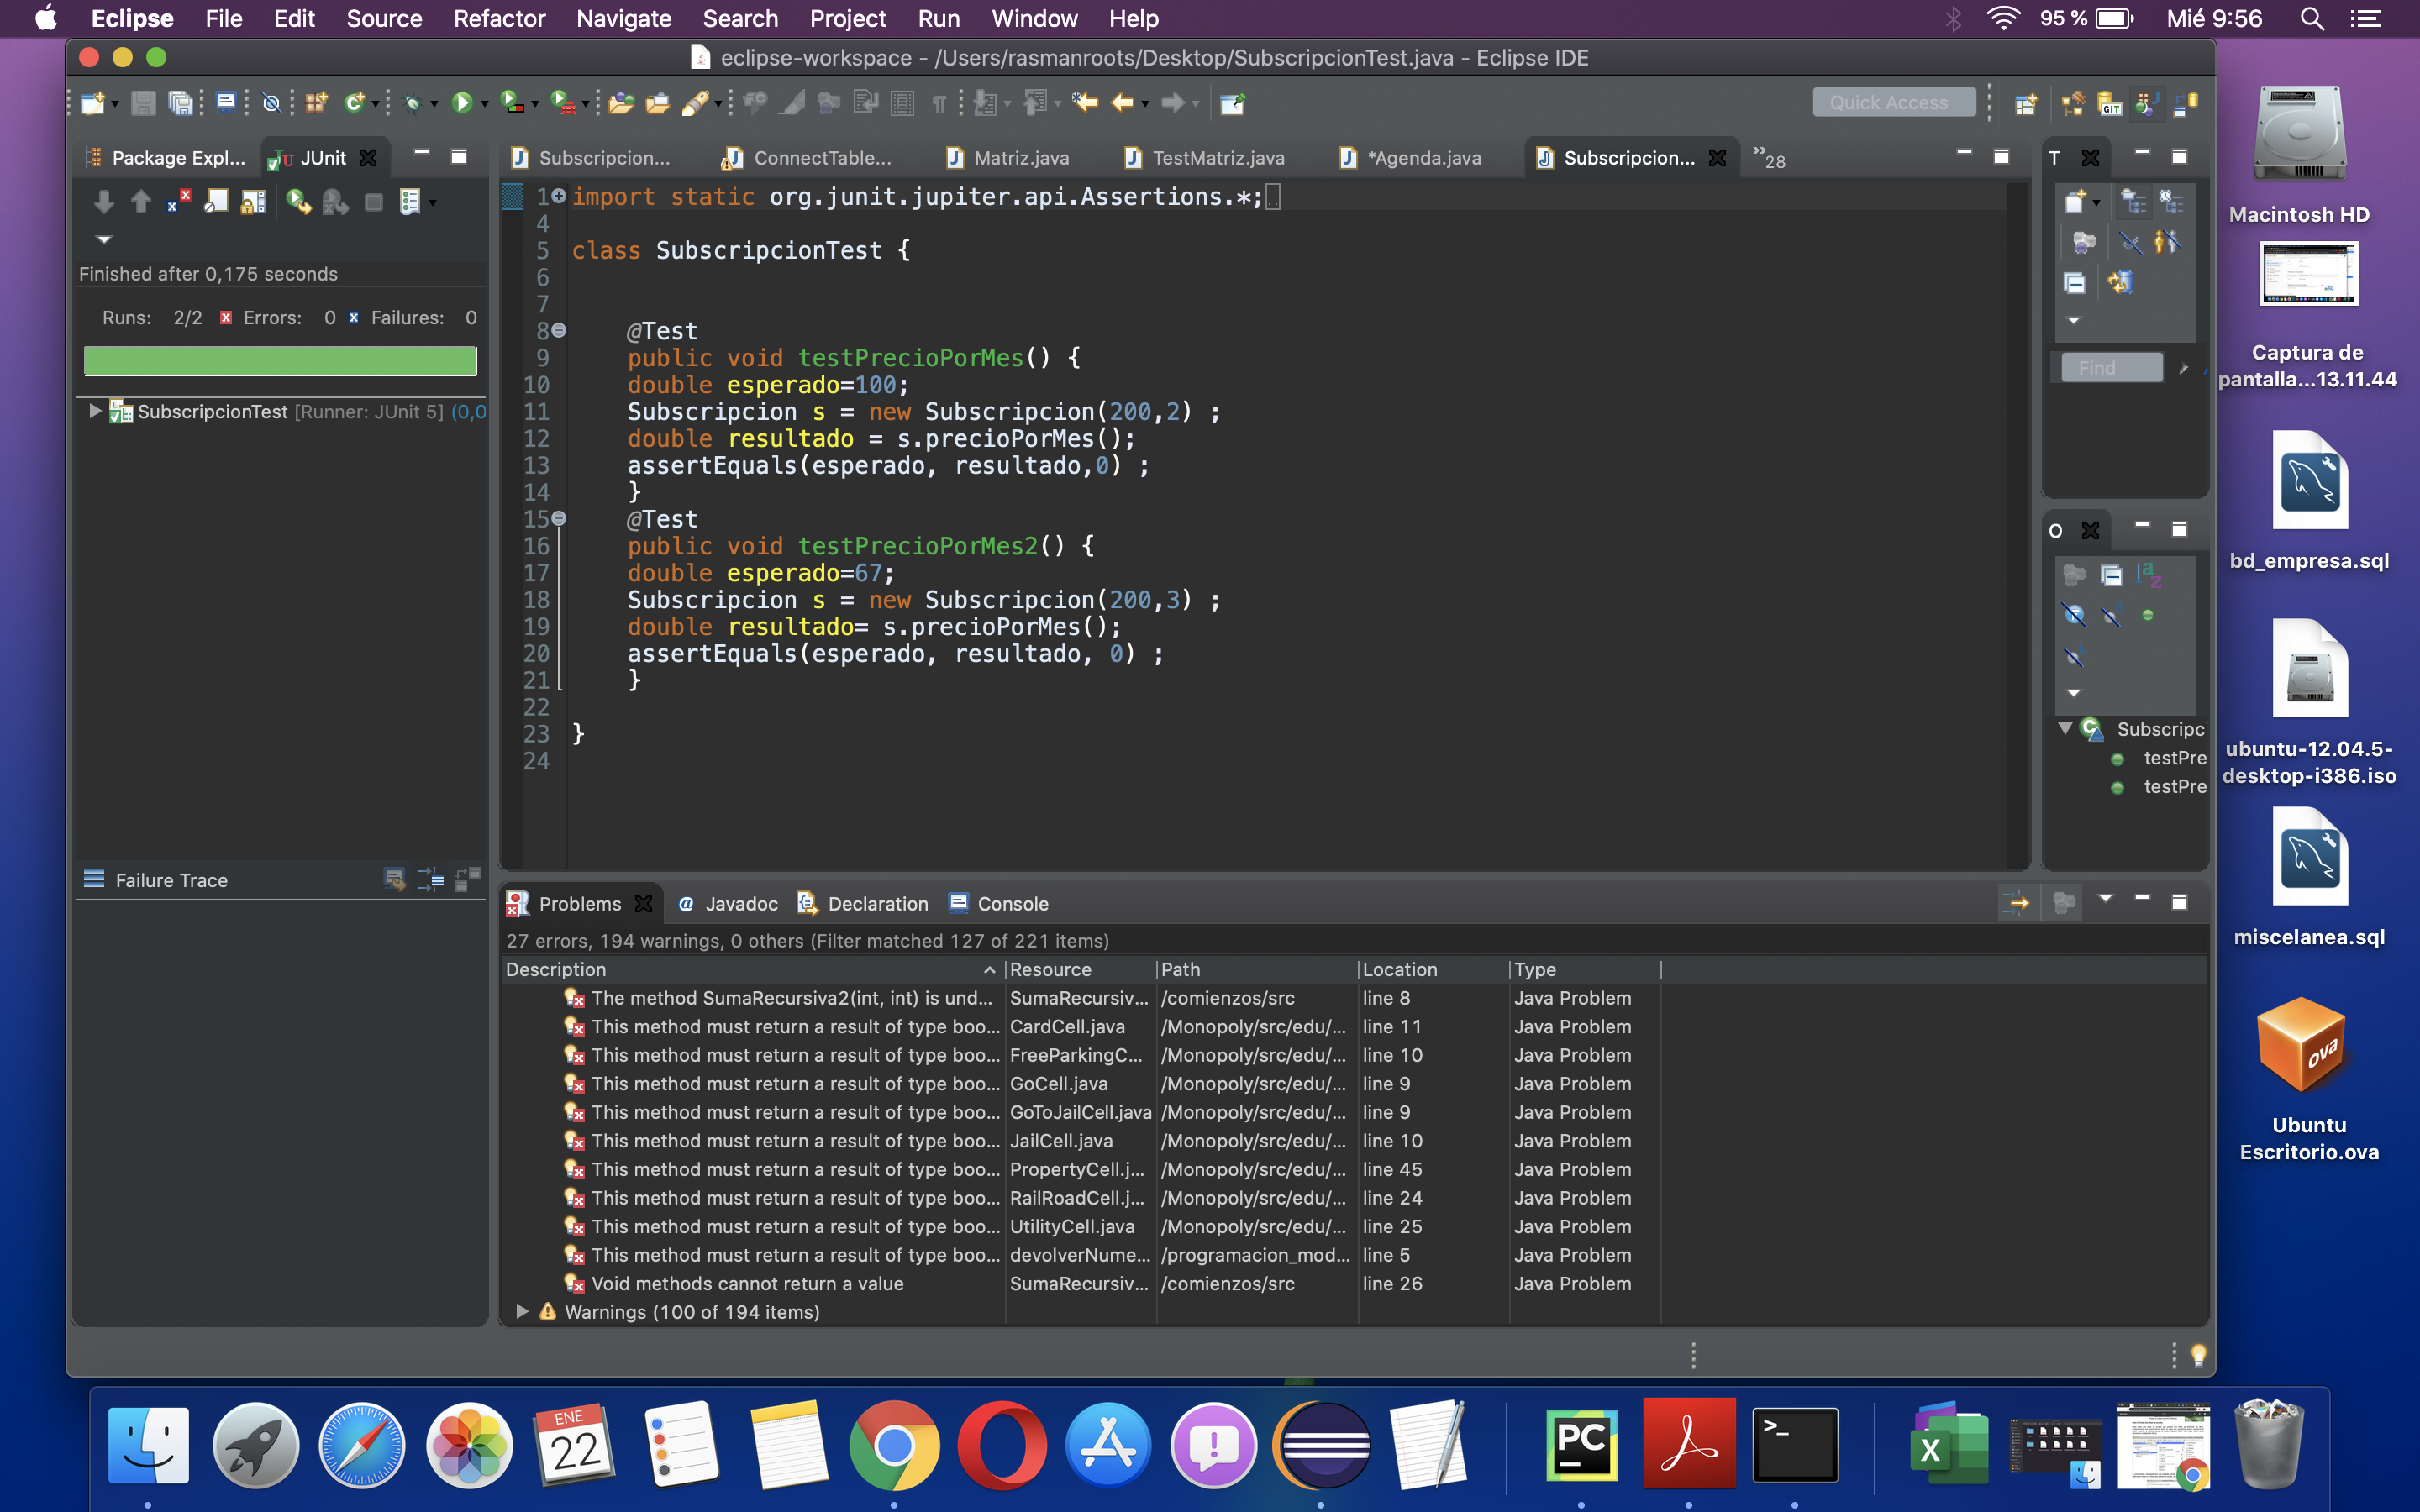 Eclipse File Edit Source Refactor Navigate Search Project Run Window Help 95 % Mié 9:56
eclipse-workspace - /Users/rasmanroots/Desktop/SubscripcionTest.java - Eclipse IDE
Quick Access
GIT
Package Expl... JUnit
Subscripcion... ConnectTable... Matriz.java TestMatriz.java *Agenda.java Subscripcion... »28
T
Finished after 0,175 seconds
Runs: 2/2 Errors: 0 Failures: 0
SubscripcionTest [Runner: JUnit 5] (0,0
Failure Trace
1 import static org.junit.jupiter.api.Assertions.*;
4
5 class SubscripcionTest {
6
7
8 @Test
9 public void testPrecioPorMes() {
10 double esperado=100;
11 Subscripcion s = new Subscripcion(200,2) ;
12 double resultado = s.precioPorMes();
13 assertEquals(esperado, resultado,0) ;
14 }
15 @Test
16 public void testPrecioPorMes2() {
17 double esperado=67;
18 Subscripcion s = new Subscripcion(200,3) ;
19 double resultado= s.precioPorMes();
20 assertEquals(esperado, resultado, 0) ;
21 }
22
23 }
24
Find
O
Subscripc
testPre
testPre
Problems Javadoc Declaration Console
27 errors, 194 warnings, 0 others (Filter matched 127 of 221 items)
Description Resource Path Location Type
The method SumaRecursiva2(int, int) is und... SumaRecursiv... /comienzos/src line 8 Java Problem
This method must return a result of type boo... CardCell.java /Monopoly/src/edu/... line 11 Java Problem
This method must return a result of type boo... FreeParkingC... /Monopoly/src/edu/... line 10 Java Problem
This method must return a result of type boo... GoCell.java /Monopoly/src/edu/... line 9 Java Problem
This method must return a result of type boo... GoToJailCell.java /Monopoly/src/edu/... line 9 Java Problem
This method must return a result of type boo... JailCell.java /Monopoly/src/edu/... line 10 Java Problem
This method must return a result of type boo... PropertyCell.j... /Monopoly/src/edu/... line 45 Java Problem
This method must return a result of type boo... RailRoadCell.j... /Monopoly/src/edu/... line 24 Java Problem
This method must return a result of type boo... UtilityCell.java /Monopoly/src/edu/... line 25 Java Problem
This method must return a result of type boo... devolverNume... /programacion_mod... line 5 Java Problem
Void methods cannot return a value SumaRecursiv... /comienzos/src line 26 Java Problem
Warnings (100 of 194 items)
Macintosh HD
Captura de
pantalla...13.11.44
bd_empresa.sql
ubuntu-12.04.5-
desktop-i386.iso
miscelanea.sql
ova
Ubuntu
Escritorio.ova
ENE
22
PC
>_
X